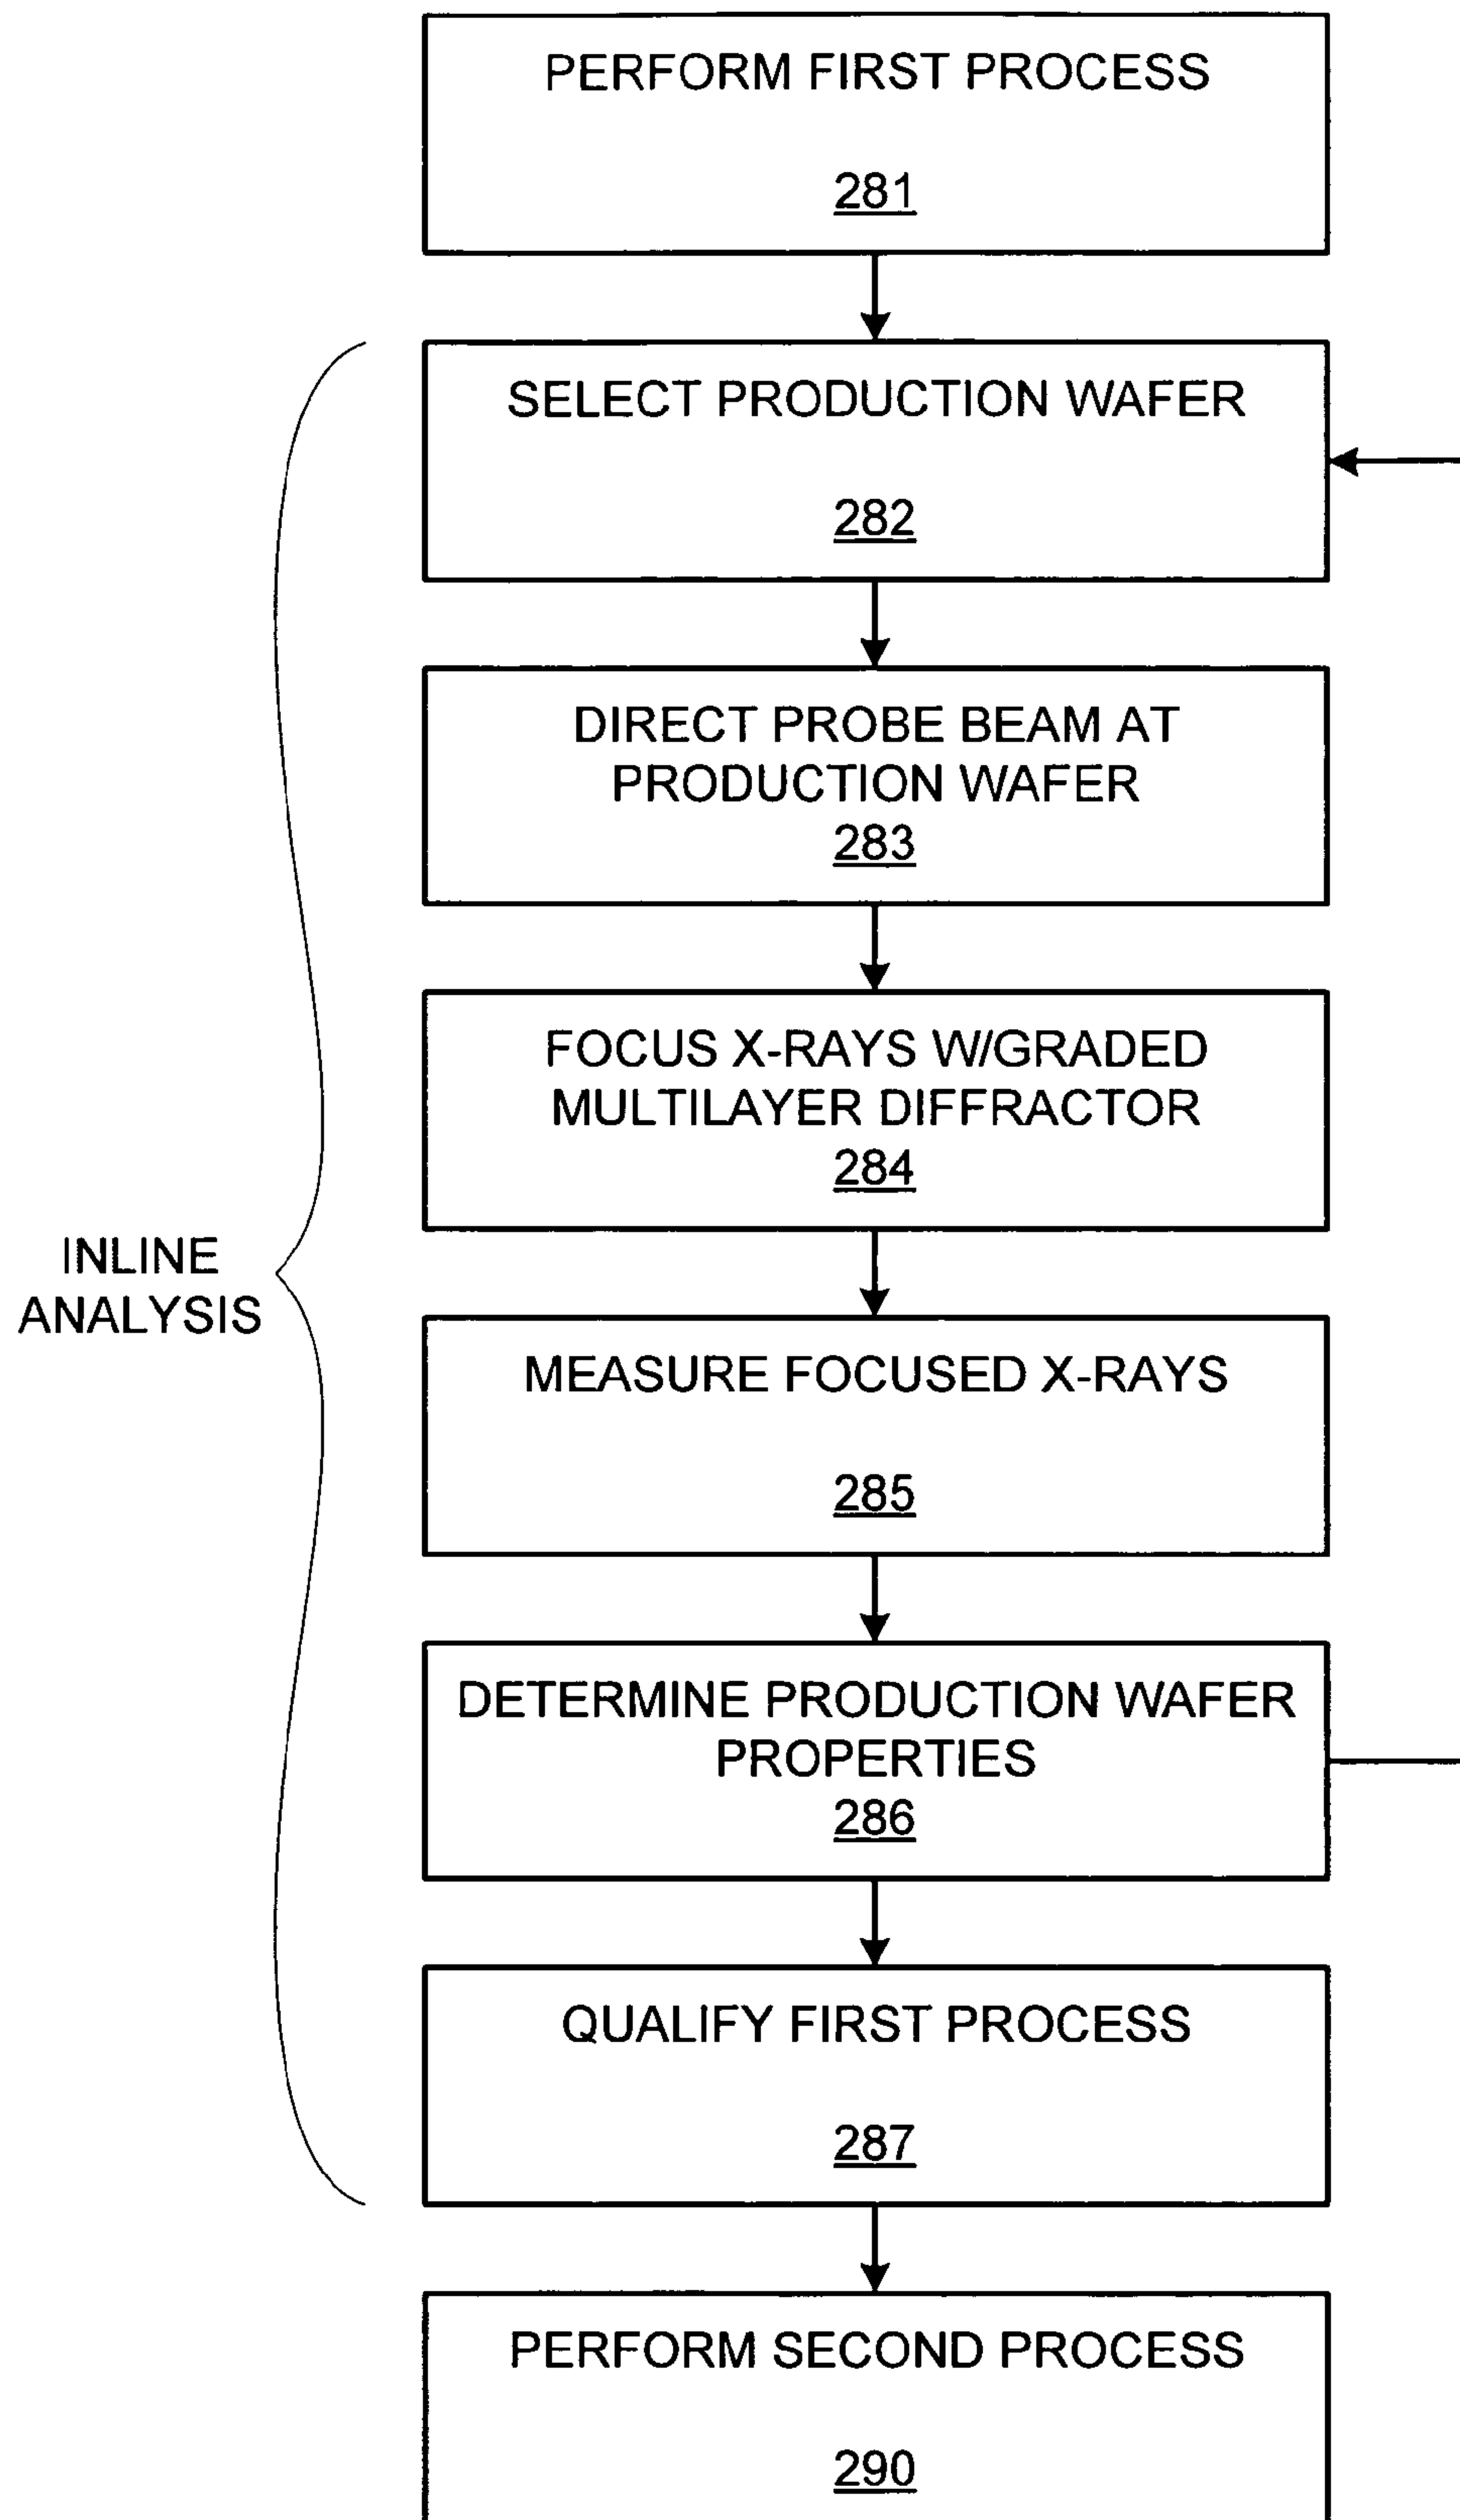 PERFORM FIRST PROCESS
281
SELECT PRODUCTION WAFER
282
DIRECT PROBE BEAM AT
PRODUCTION WAFER
283
FOCUS X-RAYS W/GRADED
MULTILAYER DIFFRACTOR
284
INLINE
ANALYSIS
MEASURE FOCUSED X-RAYS
285
DETERMINE PRODUCTION WAFER
PROPERTIES
286
QUALIFY FIRST PROCESS
287
PERFORM SECOND PROCESS
290